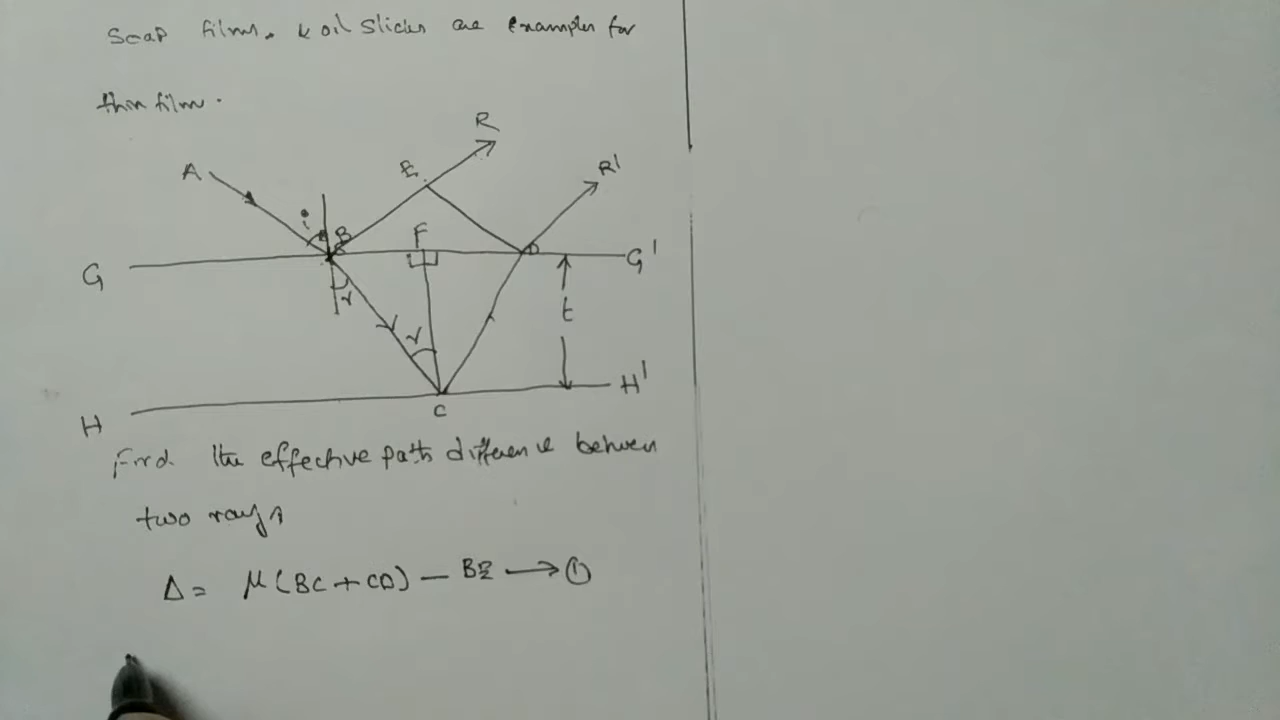 Soap films & oil slicks are Examples for
thin film.
R
A
E
R'
i
B
F
D
G
G'
r
t
r
H'
C
H
Find the effective path difference between
two rays
Δ = μ(BC + CD) — BE → ①